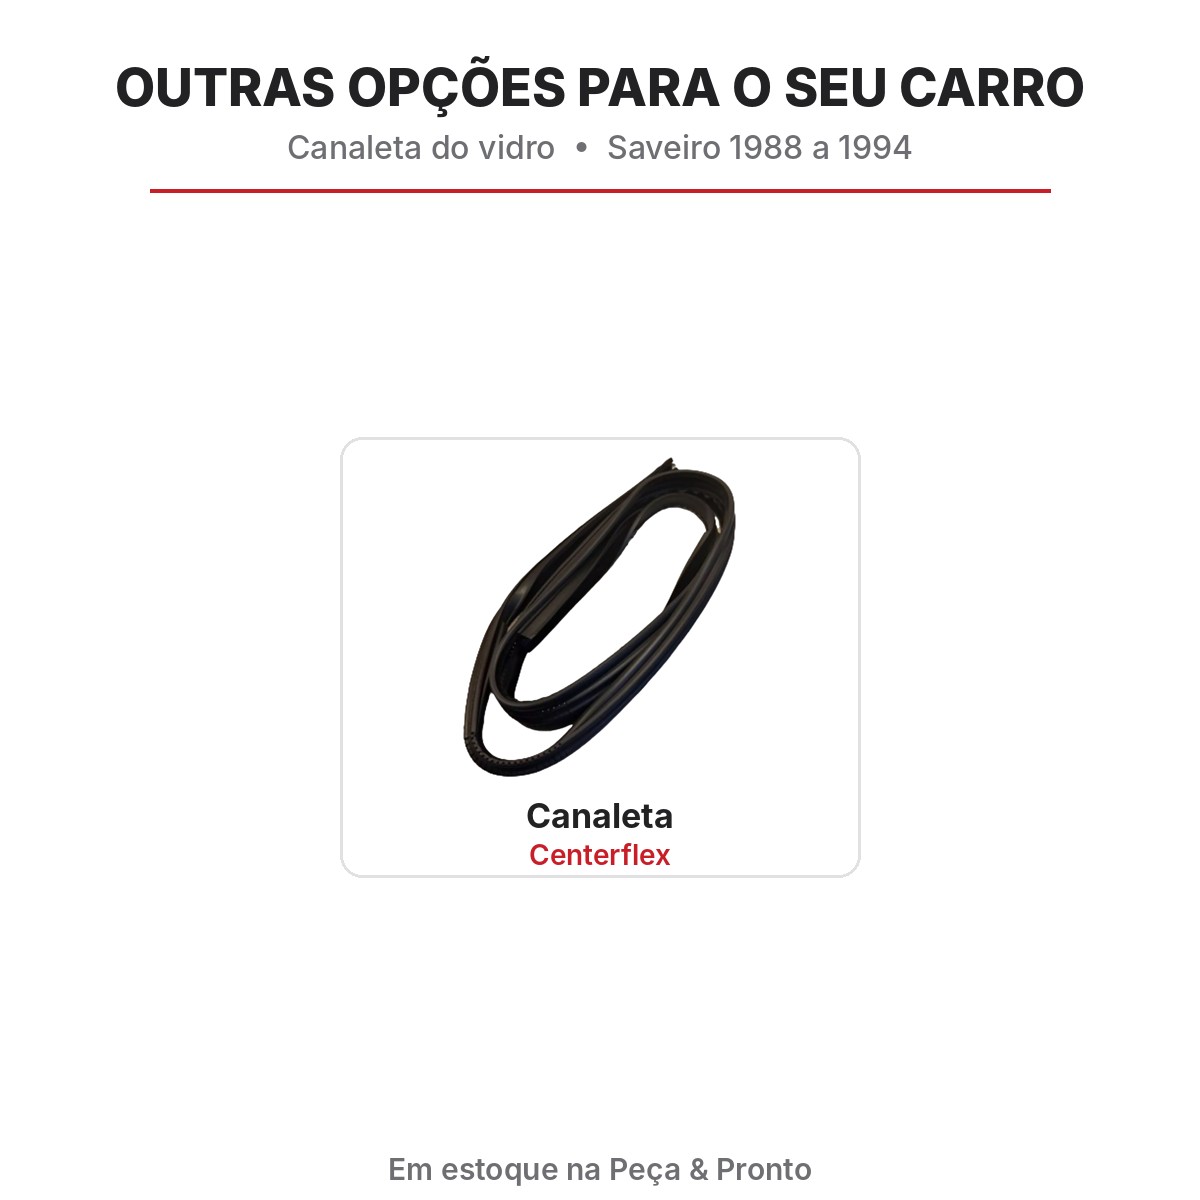 OUTRAS OPÇÕES PARA O SEU CARRO
Canaleta do vidro • Saveiro 1988 a 1994
Canaleta
Centerflex
Em estoque na Peça & Pronto